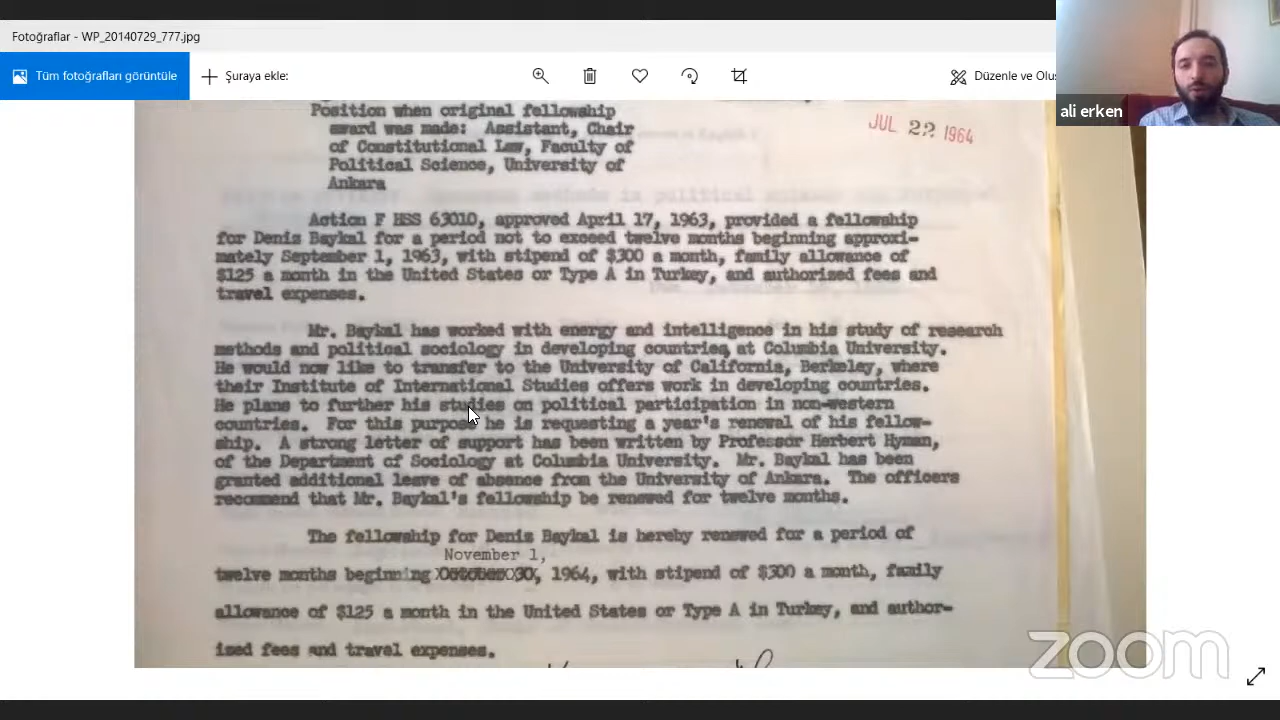 Fotoğraflar - WP_20140729_777.jpg
Tüm fotoğrafları görüntüle
Şuraya ekle:
Düzenle ve Oluş
ali erken
Position when original fellowship
award was made: Assistant, Chair
of Constitutional Law, Faculty of
Political Science, University of
Ankara
JUL 22 1964
Action F HSS 63010, approved April 17, 1963, provided a fellowship
for Denis Baykal for a period not to exceed twelve months beginning approxi-
mately September 1, 1963, with stipend of $300 a month, family allowance of
$125 a month in the United States or Type A in Turkey, and authorized fees and
travel expenses.
Mr. Baykal has worked with energy and intelligence in his study of research
methods and political sociology in developing countries, at Columbia University.
He would now like to transfer to the University of California, Berkeley, where
their Institute of International Studies offers work in developing countries.
He plans to further his studies on political participation in non-western
countries. For this purpose he is requesting a year's renewal of his fellow-
ship. A strong letter of support has been written by Professor Herbert Hyman,
of the Department of Sociology at Columbia University. Mr. Baykal has been
granted additional leave of absence from the University of Ankara. The officers
recommend that Mr. Baykal's fellowship be renewed for twelve months.
The fellowship for Denis Baykal is hereby renewed for a period of
November 1,
twelve months beginning October 30, 1964, with stipend of $300 a month, family
allowance of $125 a month in the United States or Type A in Turkey, and author-
ized fees and travel expenses.
zoom